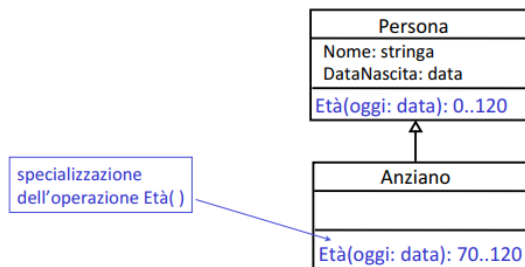 Persona
Nome: stringa
DataNascita: data
Età(oggi: data): 0..120
specializzazione
dell'operazione Età( )
Anziano
Età(oggi: data): 70..120